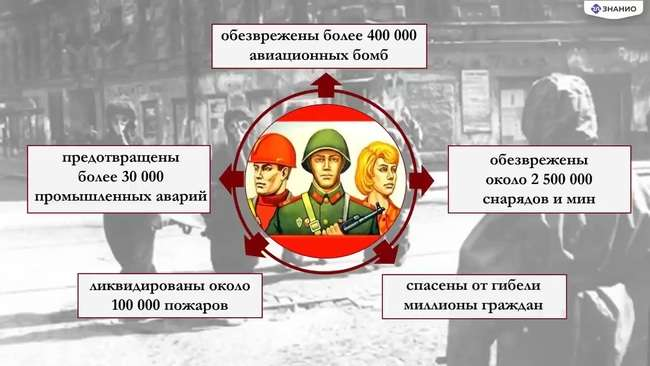 ЗНАНИО
обезврежены более 400 000
авиационных бомб
предотвращены
более 30 000
промышленных аварий
обезврежены
около 2 500 000
снарядов и мин
ликвидированы около
100 000 пожаров
спасены от гибели
миллионы граждан